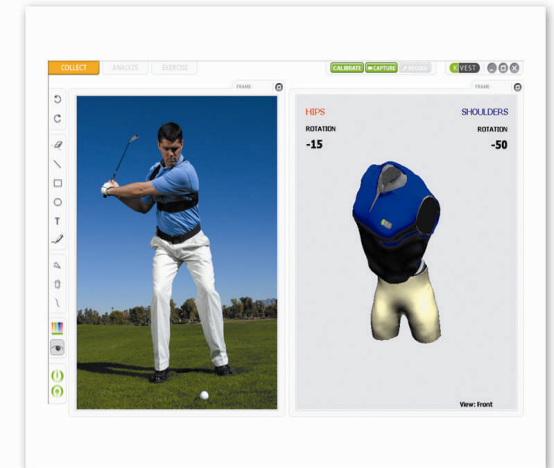 COLLECT
ANALYZE
EXERCISE
CALIBRATE
CAPTURE
K VEST
FRAME
FRAME
HIPS
SHOULDERS
ROTATION
ROTATION
-15
-50
T
View: Front